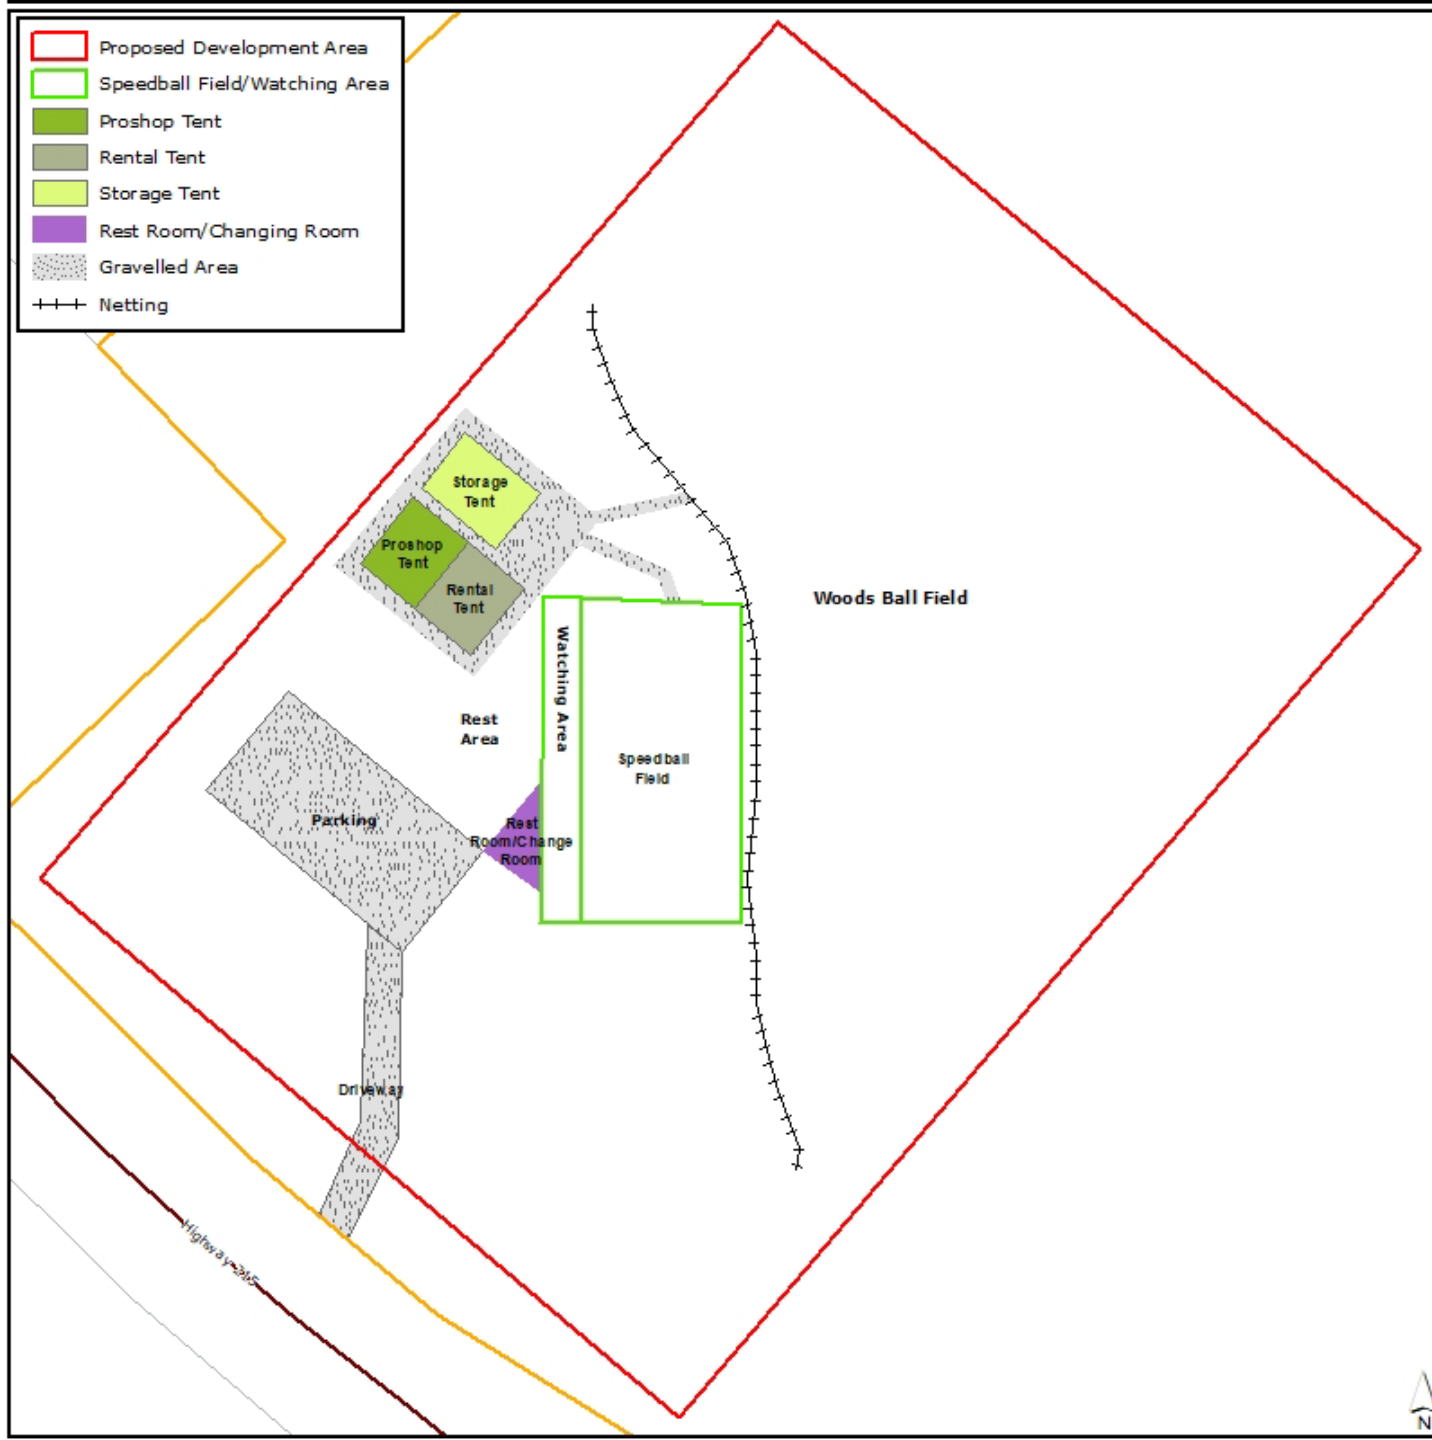 Proposed Development Area
Speedball Field/Watching Area
Proshop Tent
Rental Tent
Storage Tent
Rest Room/Changing Room
Gravelled Area
Netting
Storage
Tent
Proshop
Tent
Rental
Tent
Woods Ball Field
Watching Area
Rest
Area
Speedball
Field
Parking
Rest
Room/Change
Room
Driveway
Highway 215
N